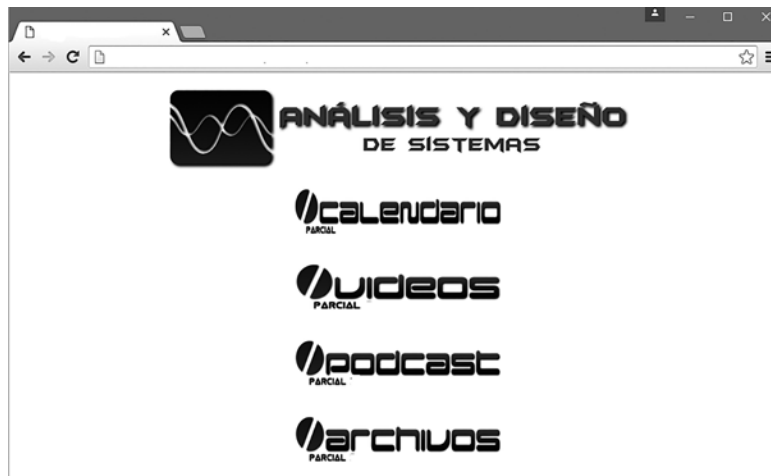 ANÁLISIS Y DISEÑO
DE SISTEMAS
calendario
PARCIAL
videos
PARCIAL
podcast
PARCIAL
archivos
PARCIAL